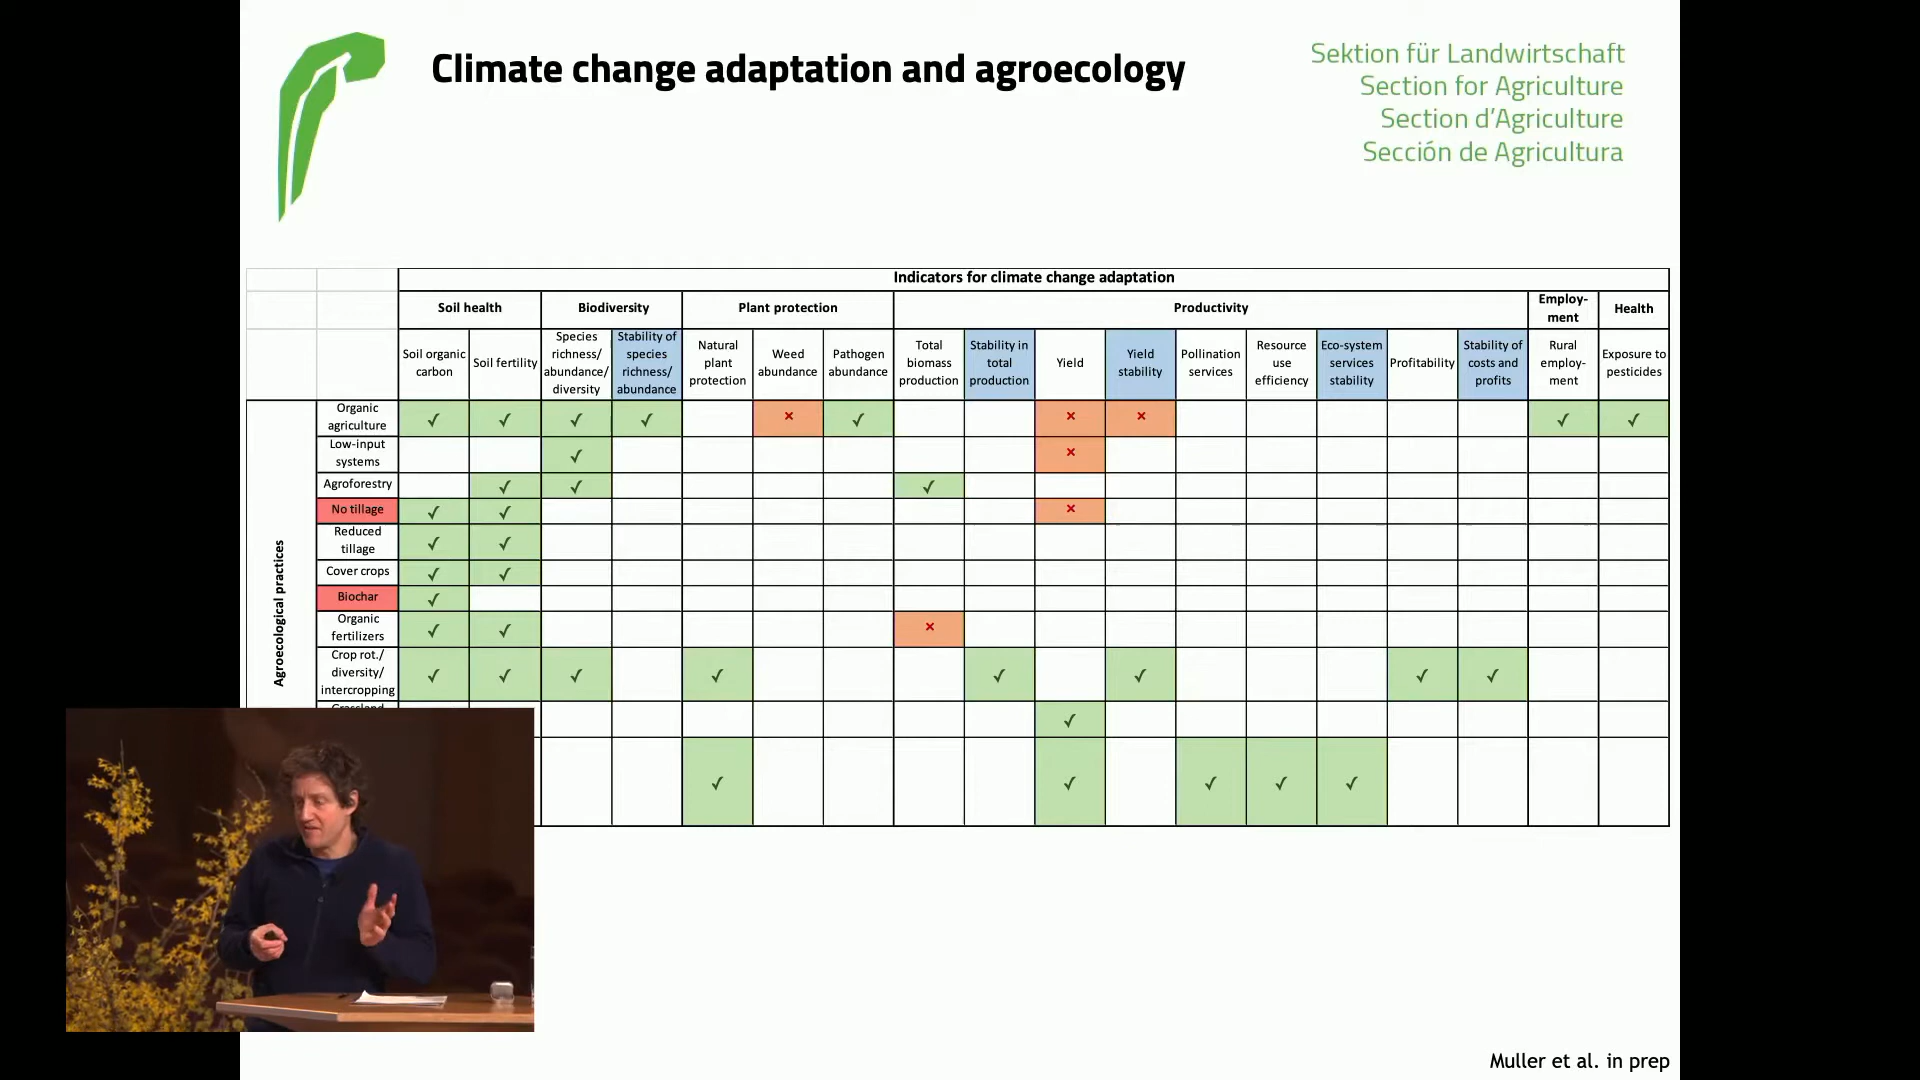 Climate change adaptation and agroecology
Sektion für Landwirtschaft
Section for Agriculture
Section d'Agriculture
Sección de Agricultura
Indicators for climate change adaptation
Soil health
Biodiversity
Plant protection
Productivity
Employ-
ment
Health
Soil organic
carbon
Soil fertility
Species
richness/
abundance/
diversity
Stability of
species
richness/
abundance
Natural
plant
protection
Weed
abundance
Pathogen
abundance
Total
biomass
production
Stability in
total
production
Yield
Yield
stability
Pollination
services
Resource
use
efficiency
Eco-system
services
stability
Profitability
Stability of
costs and
profits
Rural
employ-
ment
Exposure to
pesticides
Agroecological practices
Organic
agriculture
✓ ✓ ✓ ✓ × ✓ × × ✓ ✓
Low-input
systems
✓ ×
Agroforestry
✓ ✓ ✓
No tillage
✓ ✓ ×
Reduced
tillage
✓ ✓
Cover crops
✓ ✓
Biochar
✓
Organic
fertilizers
✓ ✓ ×
Crop rot./
diversity/
intercropping
✓ ✓ ✓ ✓ ✓ ✓ ✓ ✓
✓
✓ ✓ ✓ ✓ ✓
Muller et al. in prep